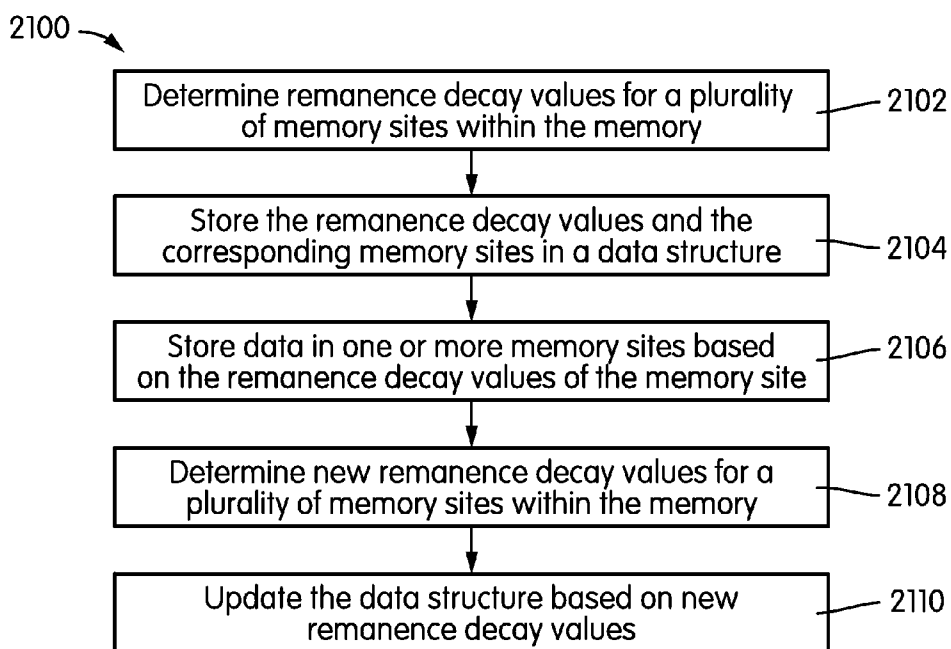 2100
Determine remanence decay values for a plurality
of memory sites within the memory
2102
Store the remanence decay values and the
corresponding memory sites in a data structure
2104
Store data in one or more memory sites based
on the remanence decay values of the memory site
2106
Determine new remanence decay values for a
plurality of memory sites within the memory
2108
Update the data structure based on new
remanence decay values
2110